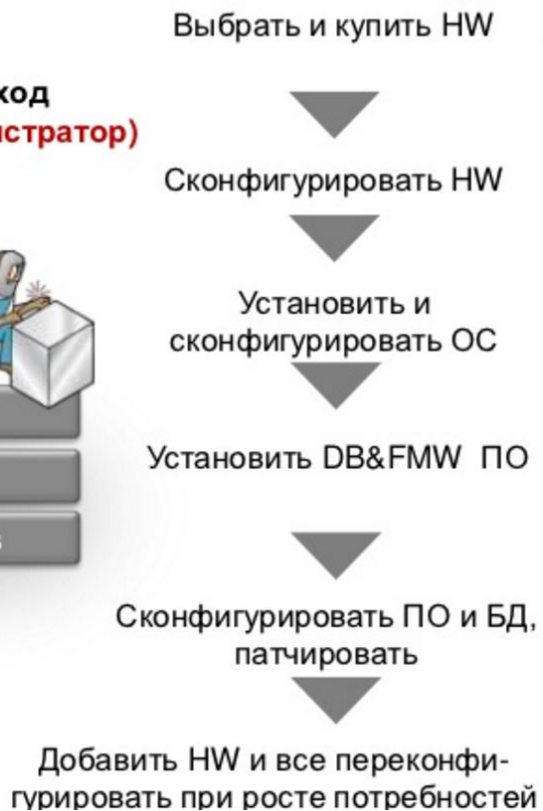 Выбрать и купить HW
ход
истратор)
Сконфигурировать HW
Установить и
сконфигурировать ОС
Установить DB&FMW ПО
Сконфигурировать ПО и БД,
патчировать
Добавить HW и все переконфи-
гурировать при росте потребностей